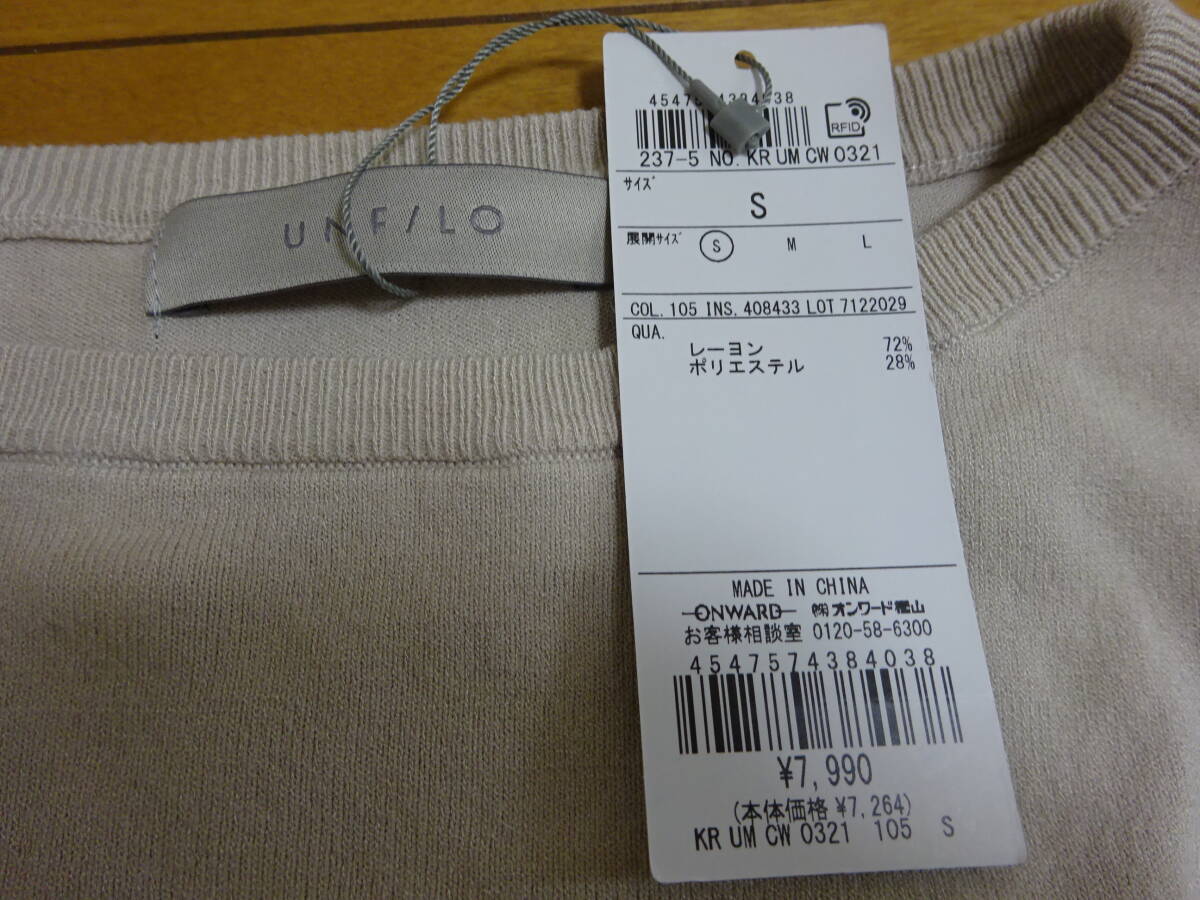 UNF/LO
RFID
237-5 NO. KR UM CW 0321
サイズ
S
展開サイズ S M L
COL. 105 INS. 408433 LOT 7122029
QUA.
レーヨン 72%
ポリエステル 28%
MADE IN CHINA
ONWARD ㈱オンワード樫山
お客様相談室 0120-58-6300
4547574384038
¥7,990
(本体価格 ¥7,264)
KR UM CW 0321 105 S